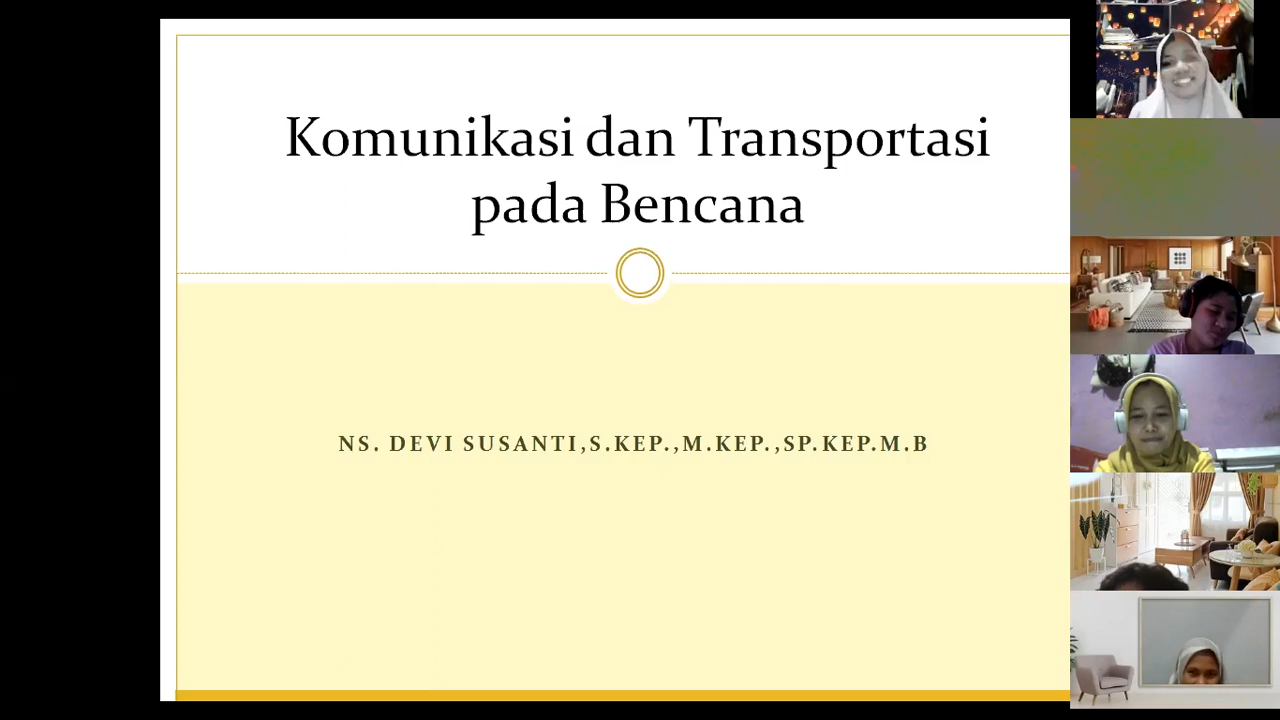 Komunikasi dan Transportasi
pada Bencana
NS. DEVI SUSANTI,S.KEP.,M.KEP.,SP.KEP.M.B